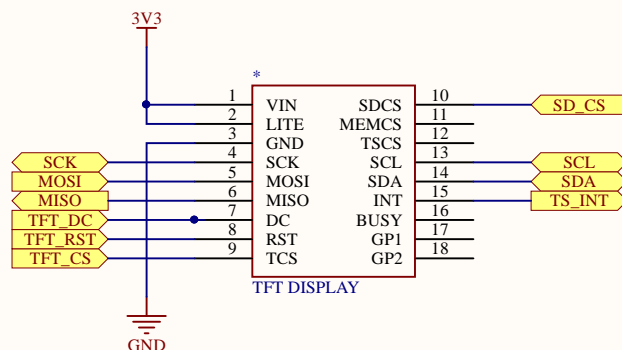 3V3
*
1 VIN SDCS 10 SD_CS
2 LITE MEMCS 11
3 GND TSCS 12
SCK 4 SCK SCL 13 SCL
MOSI 5 MOSI SDA 14 SDA
MISO 6 MISO INT 15 TS_INT
TFT_DC 7 DC BUSY 16
TFT_RST 8 RST GP1 17
TFT_CS 9 TCS GP2 18
TFT DISPLAY
GND